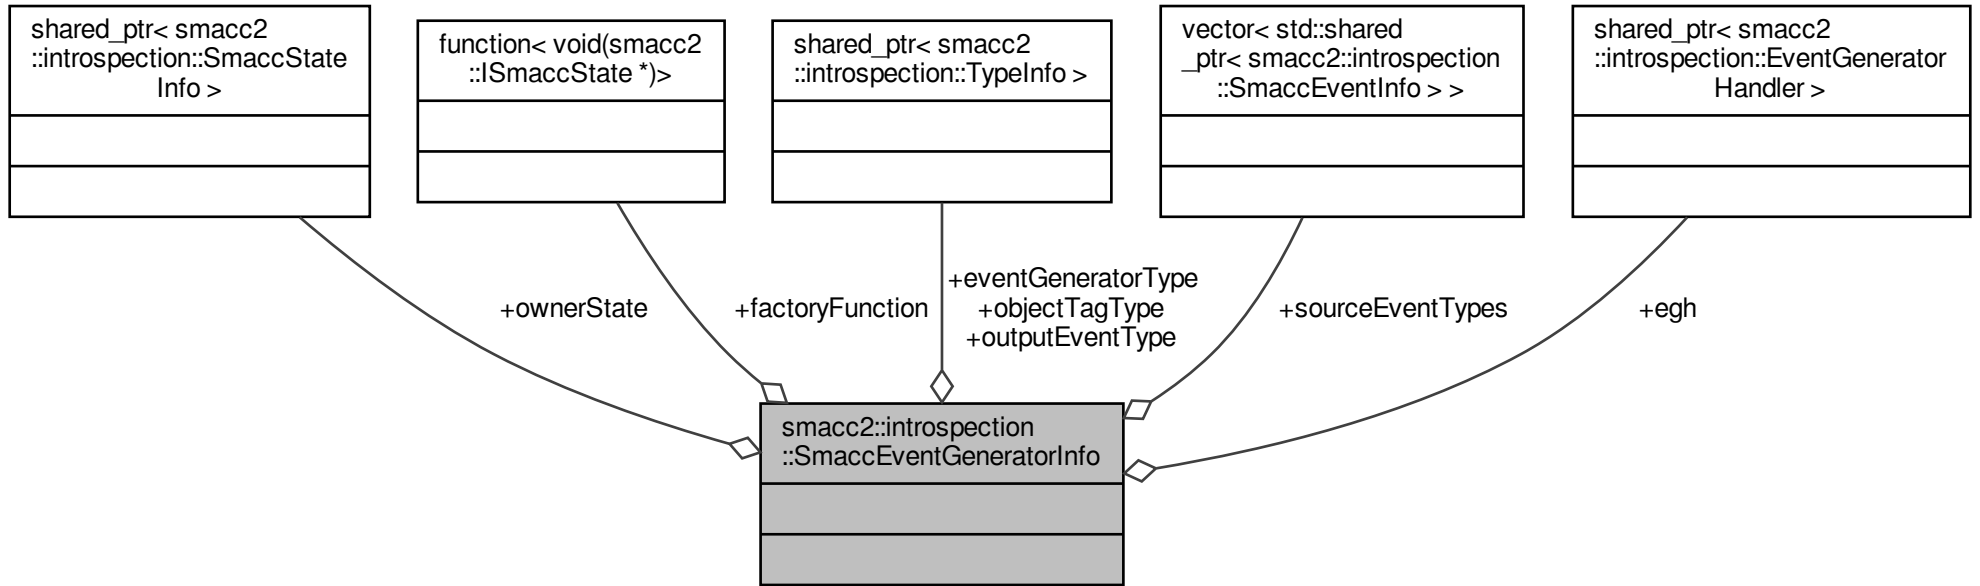 shared_ptr< smacc2
::introspection::SmaccState
Info >
function< void(smacc2
::ISmaccState *)>
shared_ptr< smacc2
::introspection::TypeInfo >
vector< std::shared
_ptr< smacc2::introspection
::SmaccEventInfo > >
shared_ptr< smacc2
::introspection::EventGenerator
Handler >
+ownerState
+factoryFunction
+eventGeneratorType
+objectTagType
+outputEventType
+sourceEventTypes
+egh
smacc2::introspection
::SmaccEventGeneratorInfo